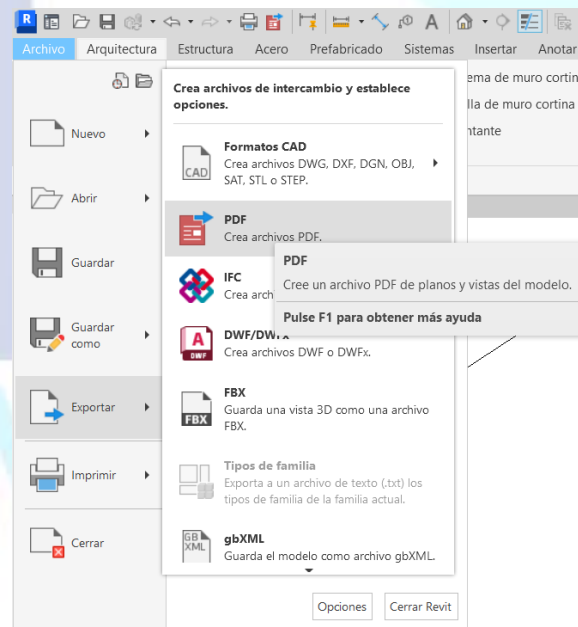 R
A
Archivo Arquitectura Estructura Acero Prefabricado Sistemas Insertar Anotar
Nuevo
Abrir
Guardar
Guardar
como
Exportar
Imprimir
Cerrar
Crea archivos de intercambio y establece
opciones.
CAD
Formatos CAD
Crea archivos DWG, DXF, DGN, OBJ,
SAT, STL o STEP.
PDF
Crea archivos PDF.
IFC
Crea arch
A
DWF
DWF/DWFx
Crea archivos DWF o DWFx.
FBX
FBX
Guarda una vista 3D como una archivo
FBX.
Tipos de familia
Exporta a un archivo de texto (.txt) los
tipos de familia de la familia actual.
GB
XML
gbXML
Guarda el modelo como archivo gbXML.
PDF
Cree un archivo PDF de planos y vistas del modelo.
Pulse F1 para obtener más ayuda
ema de muro cortin
lla de muro cortina
ntante
Opciones Cerrar Revit